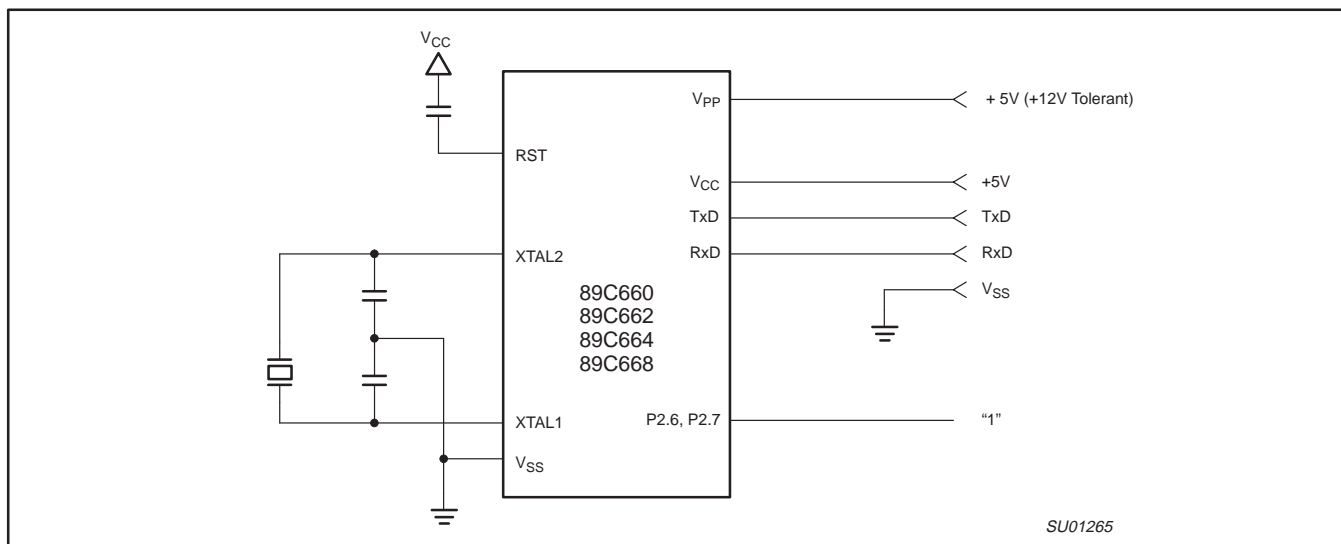 VCC
VPP
+ 5V (+12V Tolerant)
RST
VCC
+5V
TxD
TxD
XTAL2
RxD
RxD
VSS
89C660
89C662
89C664
89C668
XTAL1
P2.6, P2.7
“1”
VSS
SU01265